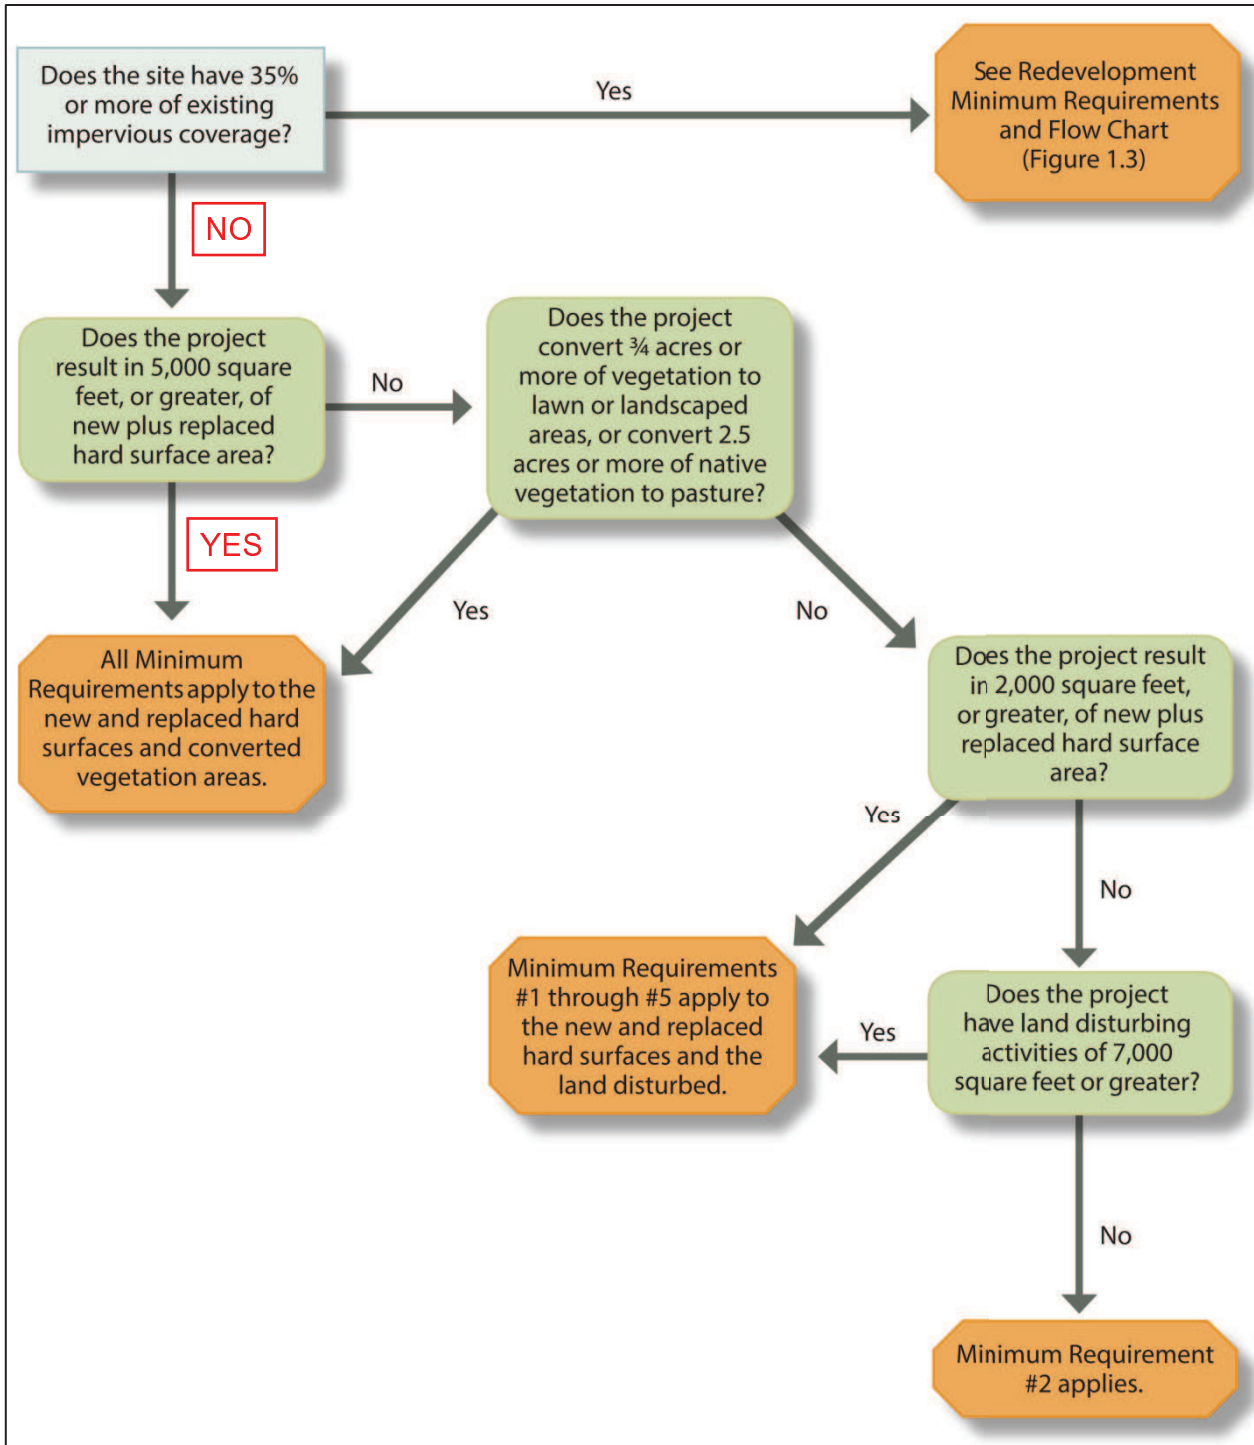 Does the site have 35%
or more of existing
impervious coverage?
Yes
See Redevelopment
Minimum Requirements
and Flow Chart
(Figure 1.3)
NO
Does the project
result in 5,000 square
feet, or greater, of
new plus replaced
hard surface area?
No
Does the project
convert ¾ acres or
more of vegetation to
lawn or landscaped
areas, or convert 2.5
acres or more of native
vegetation to pasture?
YES
Yes
No
All Minimum
Requirements apply to the
new and replaced hard
surfaces and converted
vegetation areas.
Does the project result
in 2,000 square feet,
or greater, of new plus
replaced hard surface
area?
Yes
No
Minimum Requirements
#1 through #5 apply to
the new and replaced
hard surfaces and the
land disturbed.
Yes
Does the project
have land disturbing
activities of 7,000
square feet or greater?
No
Minimum Requirement
#2 applies.